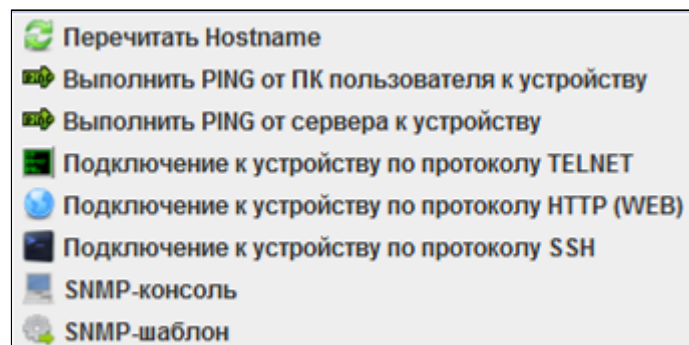 Перечитать Hostname
Выполнить PING от ПК пользователя к устройству
Выполнить PING от сервера к устройству
Подключение к устройству по протоколу TELNET
Подключение к устройству по протоколу HTTP (WEB)
Подключение к устройству по протоколу SSH
SNMP-консоль
SNMP-шаблон